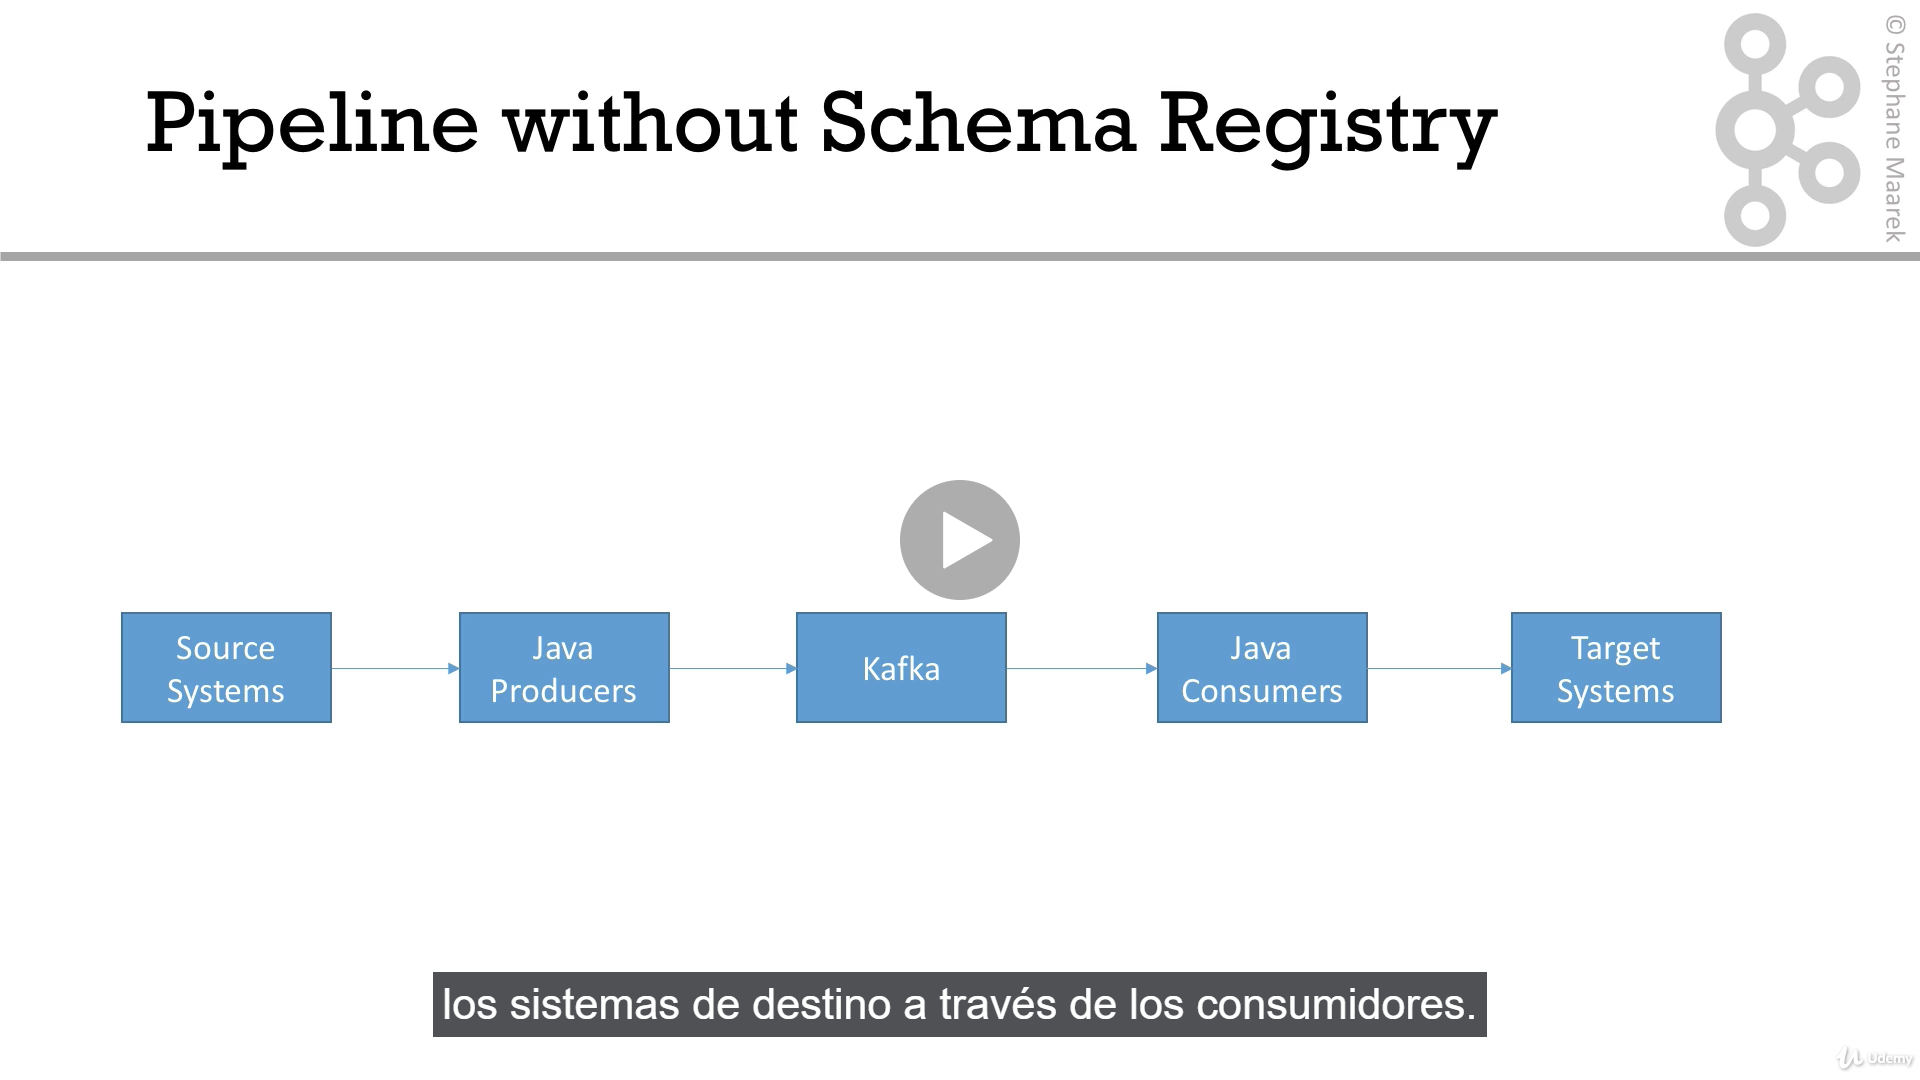 Pipeline without Schema Registry
© Stephane Maarek
Source
Systems
Java
Producers
Kafka
Java
Consumers
Target
Systems
los sistemas de destino a través de los consumidores.
Udemy